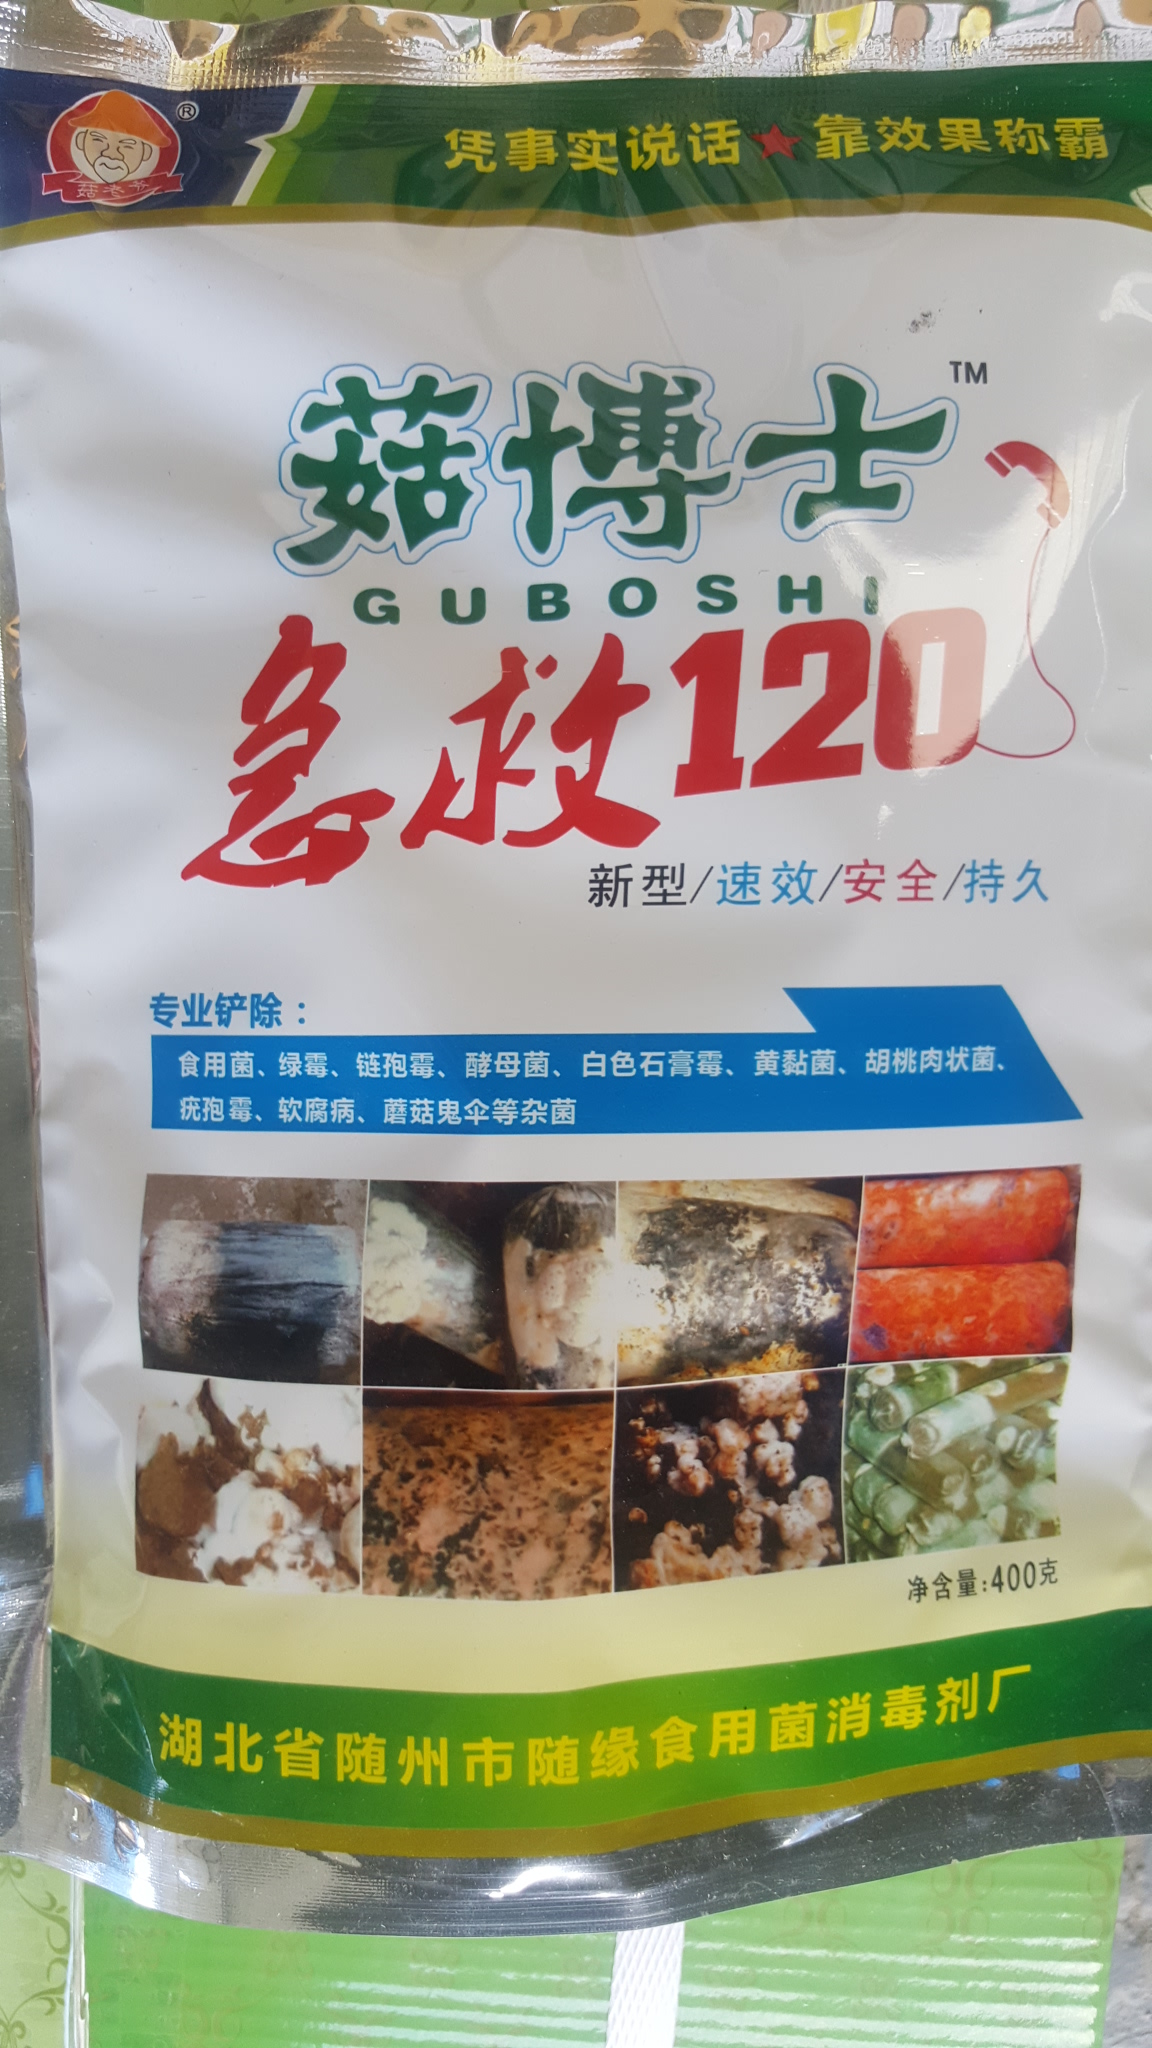 ®
凭事实说话★靠效果称霸
菇博士™
GUBOSHI
急救120
新型/速效/安全/持久
专业铲除：
食用菌、绿霉、链孢霉、酵母菌、白色石膏霉、黄黏菌、胡桃肉状菌、
疣孢霉、软腐病、蘑菇鬼伞等杂菌
净含量:400克
湖北省随州市随缘食用菌消毒剂厂